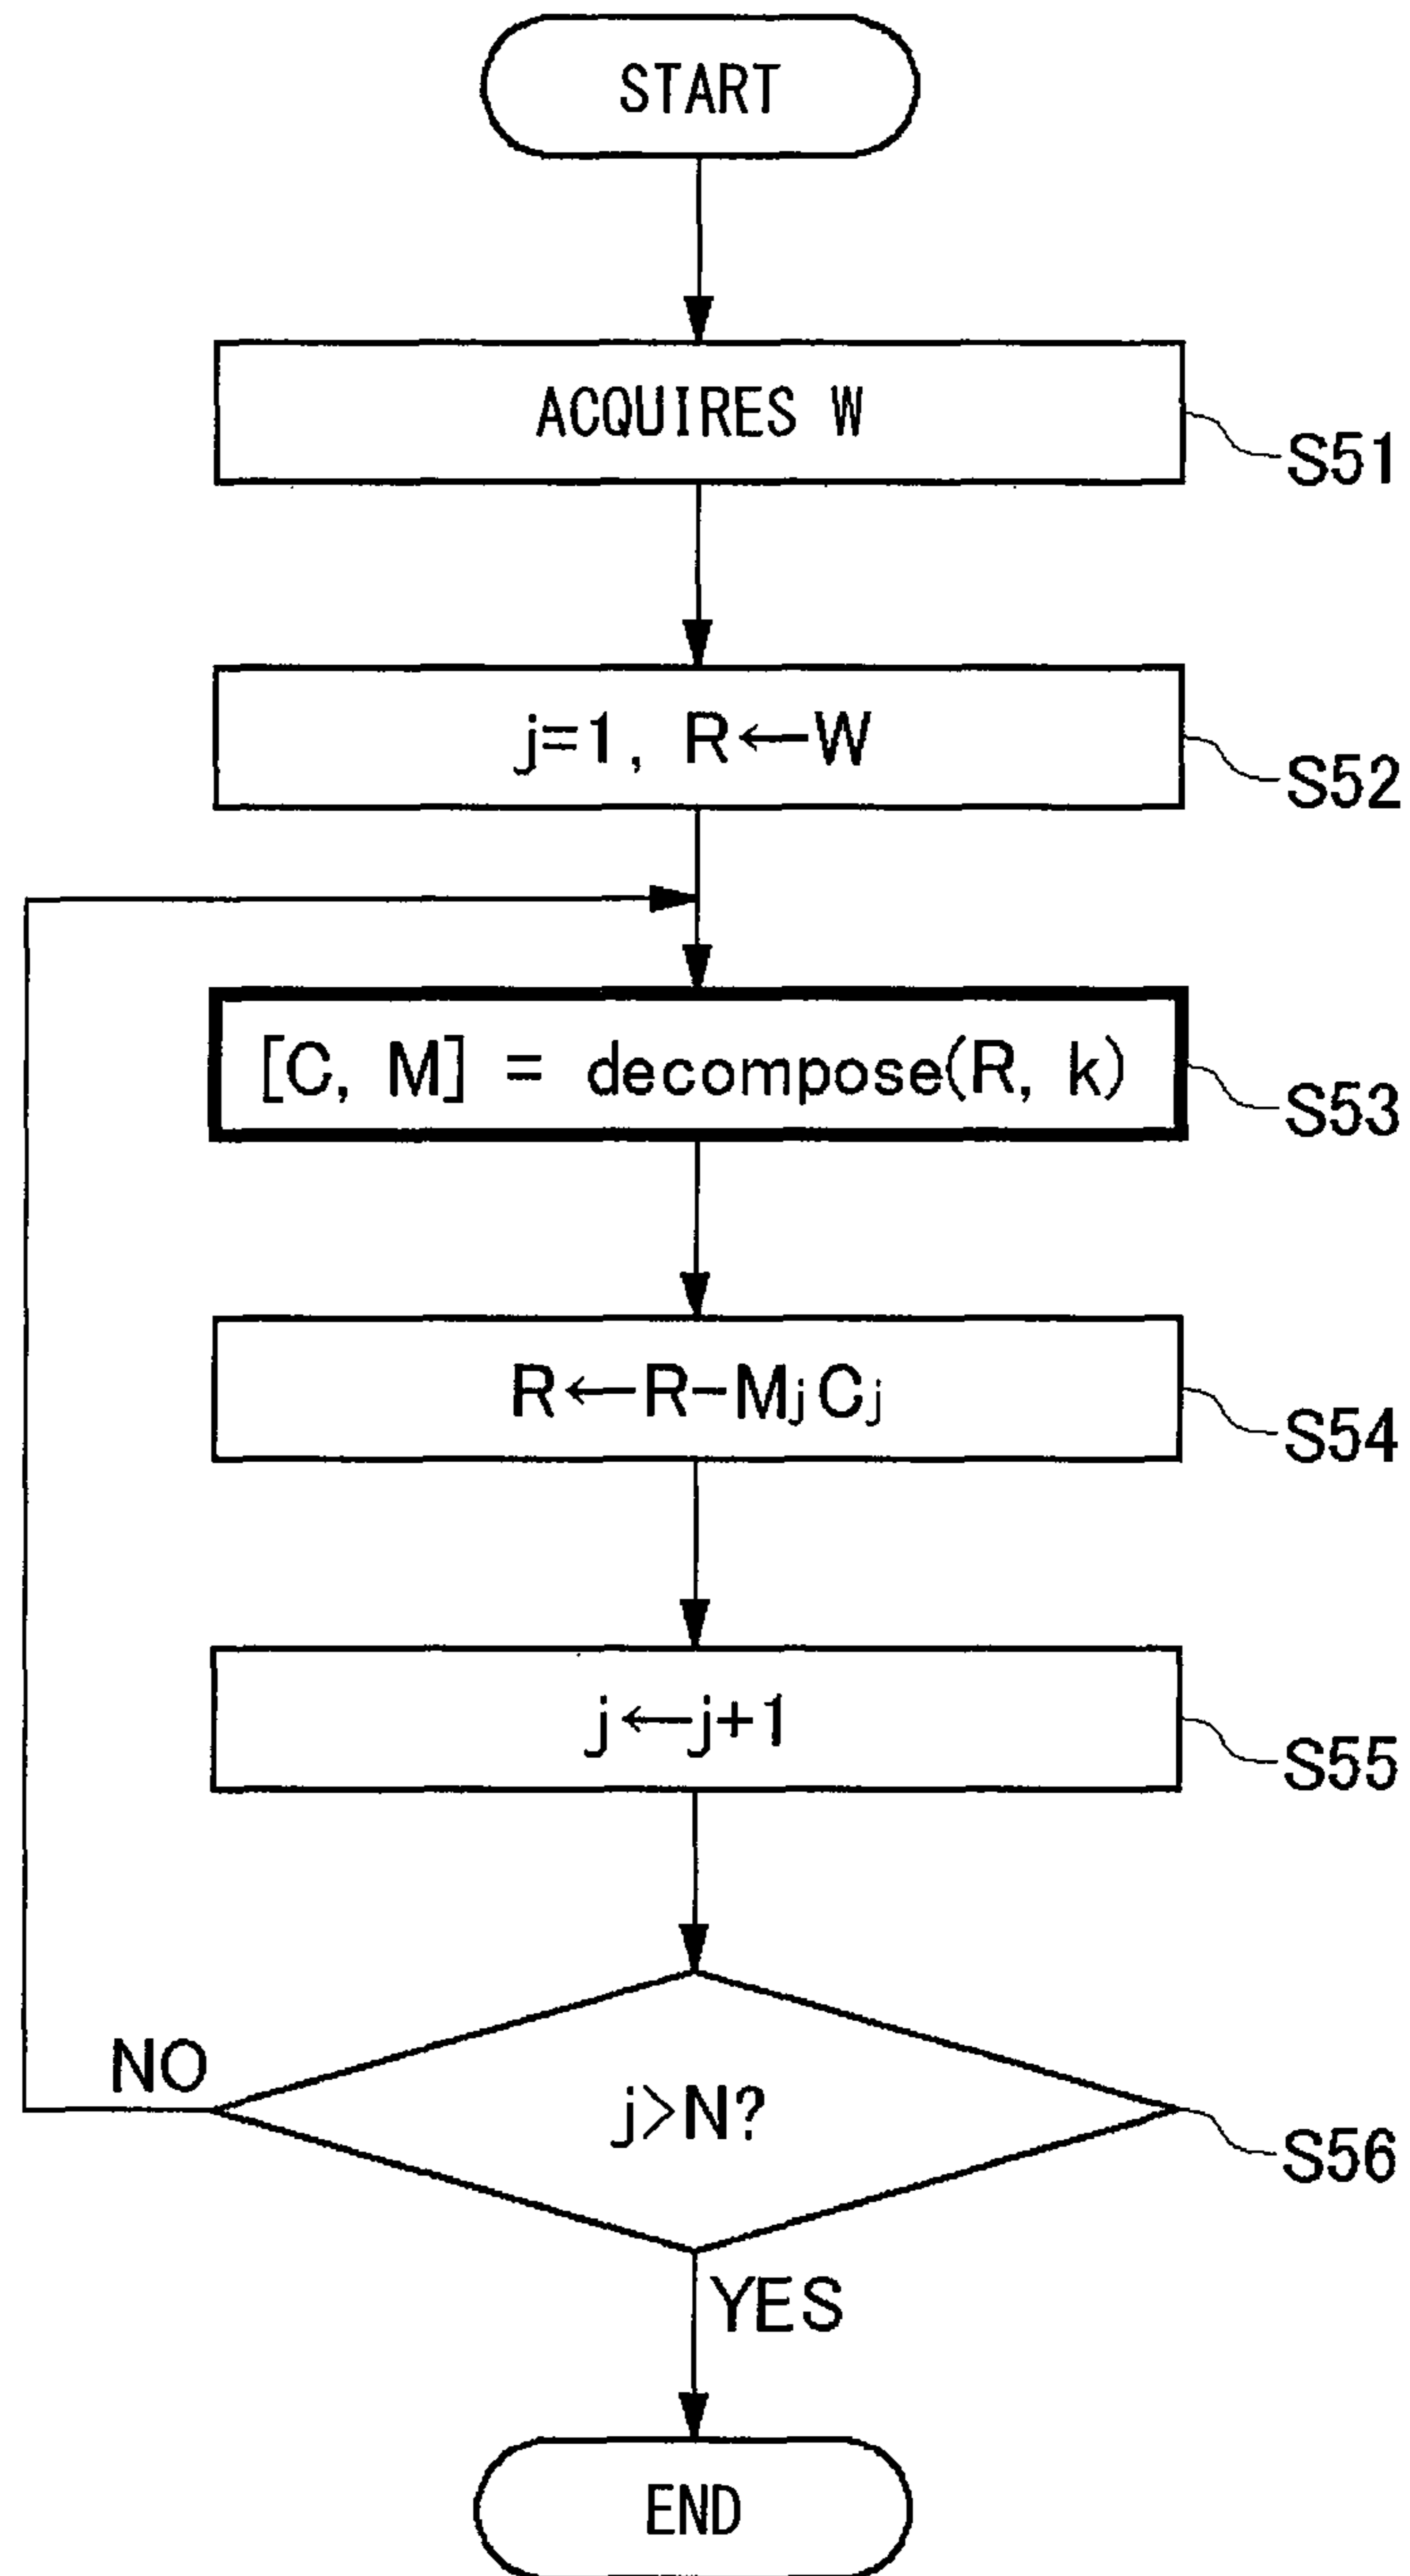 START
ACQUIRES W
S51
j=1, R←W
S52
[C, M] = decompose(R, k)
S53
R←R-MjCj
S54
j←j+1
S55
NO
j>N?
S56
YES
END